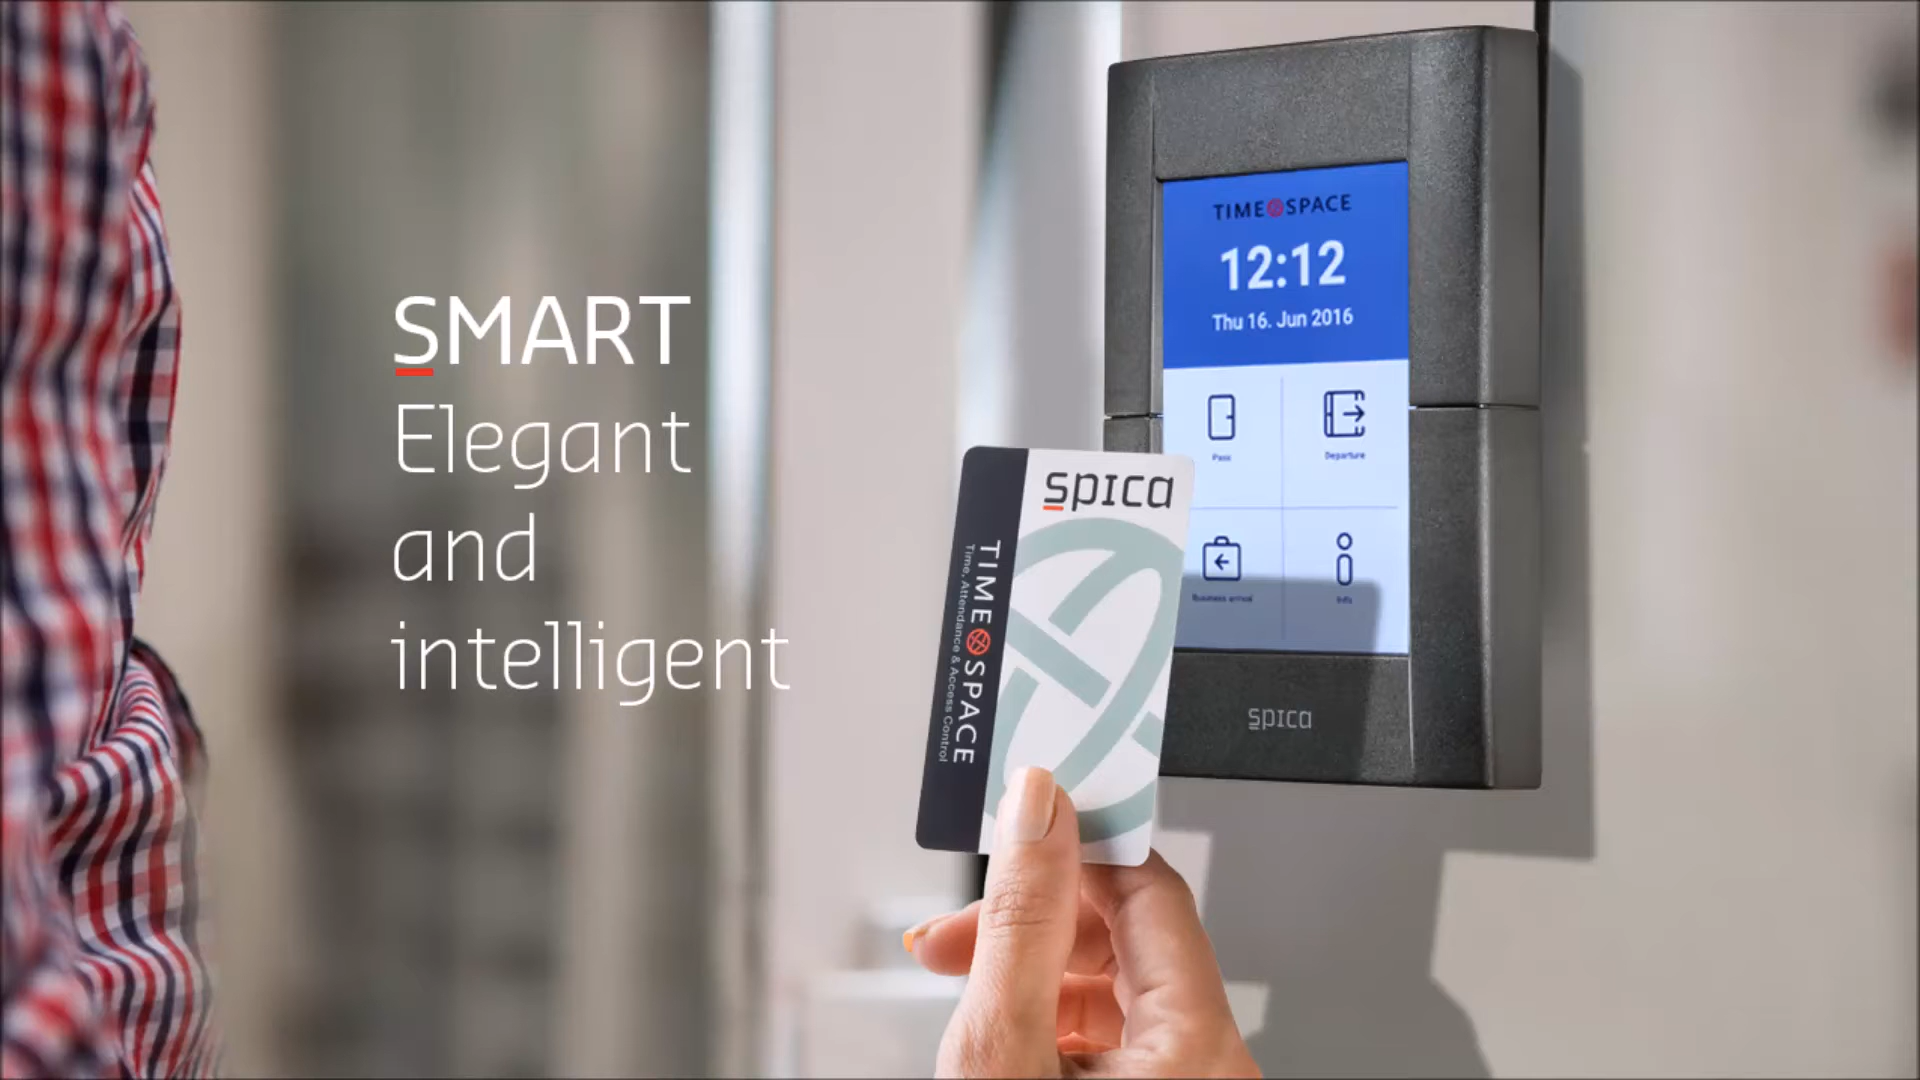 SMART
Elegant
and
intelligent
TIME SPACE
12:12
Thu 16. Jun 2016
Pass
Departure
Business arrival
Info
spica
spica
TIME SPACE
Time, Attendance & Access Control